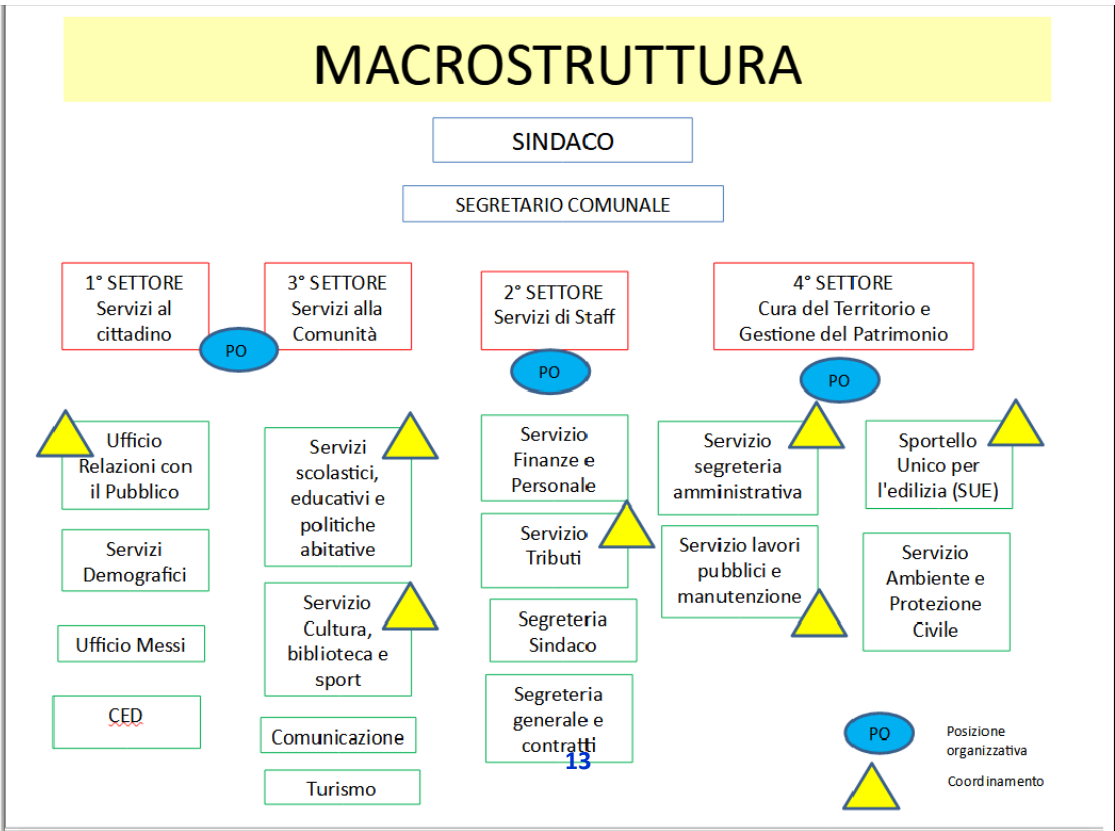 MACROSTRUTTURA
SINDACO
SEGRETARIO COMUNALE
1° SETTORE
Servizi al
cittadino
3° SETTORE
Servizi alla
Comunità
PO
2° SETTORE
Servizi di Staff
PO
4° SETTORE
Cura del Territorio e
Gestione del Patrimonio
PO
Ufficio
Relazioni con
il Pubblico
Servizi
Demografici
Ufficio Messi
CED
Servizi
scolastici,
educativi e
politiche
abitative
Servizio
Cultura,
biblioteca e
sport
Comunicazione
Turismo
Servizio
Finanze e
Personale
Servizio
Tributi
Segreteria
Sindaco
Segreteria
generale e
contratti
13
Servizio
segreteria
amministrativa
Servizio lavori
pubblici e
manutenzione
Sportello
Unico per
l'edilizia (SUE)
Servizio
Ambiente e
Protezione
Civile
PO
Posizione
organizzativa
Coordinamento